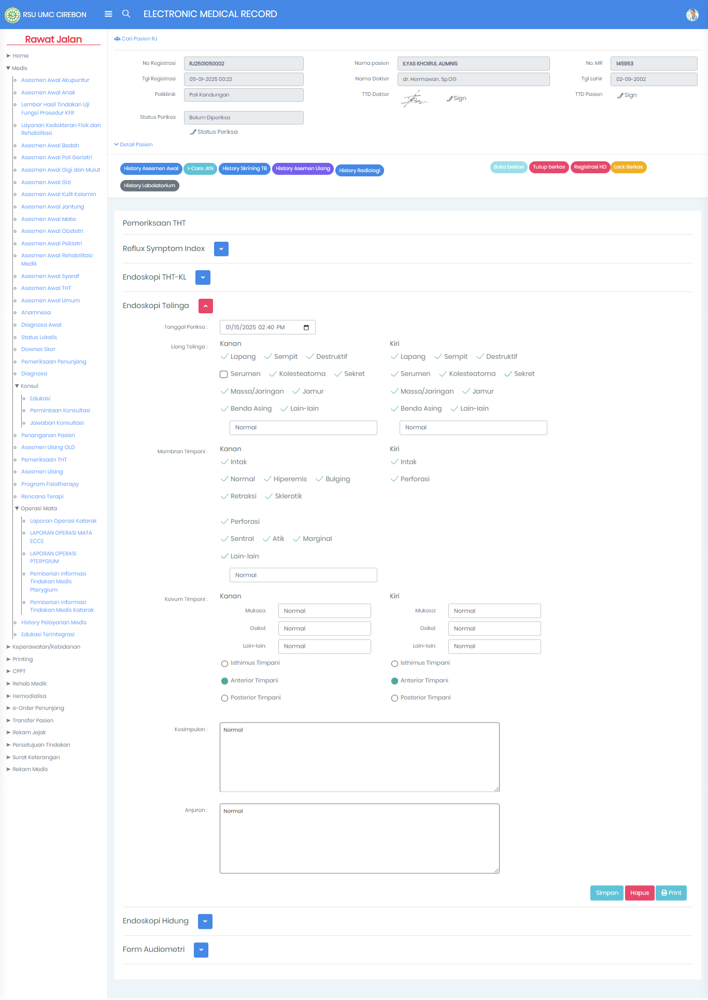 RSU UMC CIREBON
ELECTRONIC MEDICAL RECORD
Rawat Jalan
Home
Medis
Asesmen Awal Akupuntur
Asesmen Awal Anak
Lembar Hasil Tindakan Uji
Fungsi Prosedur KFR
Layanan Kedokteran Fisik dan
Rehabilitasi
Asesmen Awal Bedah
Asesmen Awal Poli Geriatri
Asesmen Awal Gigi dan Mulut
Asesmen Awal Gizi
Asesmen Awal Kulit Kelamin
Asesmen Awal Jantung
Asesmen Awal Mata
Asesmen Awal Obstetri
Asesmen Awal Psikiatri
Asesmen Awal Rehabilitasi
Medik
Asesmen Awal Syaraf
Asesmen Awal THT
Asesmen Awal Umum
Anamnesa
Diagnosa Awal
Status Lokalis
Downes Skor
Pemeriksaan Penunjang
Diagnosa
Konsul
Edukasi
Permintaan Konsultasi
Jawaban Konsultasi
Penanganan Pasien
Asesmen Ulang OLD
Pemeriksaan THT
Asesmen Ulang
Program Fisiotherapy
Rencana Terapi
Operasi Mata
Laporan Operasi Katarak
LAPORAN OPERASI MATA
ECCE
LAPORAN OPERASI
PTERYGIUM
Pemberian Informasi
Tindakan Medis
Pterygium
Pemberian Informasi
Tindakan Medis Katarak
History Pelayanan Medis
Edukasi Terintegrasi
Keperawatan/Kebidanan
Printing
CPPT
Rehab Medik
Hemodialisa
e-Order Penunjang
Transfer Pasien
Rekam Jejak
Persetujuan Tindakan
Surat Keterangan
Rekam Medis
Cari Pasien RJ
No Registrasi RJ2501050002 Nama pasien ILYAS KHOIRUL ALIMNIS No. MR 145953
Tgl Registrasi 05-01-2025 00:23 Nama Dokter dr. Hermawan, Sp.OG Tgl Lahir 02-09-2002
Poliklinik Poli Kandungan TTD Dokter Sign TTD Pasien Sign
Status Periksa Belum Diperiksa
Status Periksa
Detail Pasien
History Asesmen Awal I-Care JKN History Skrining TB History Asemen Ulang History Radiologi Buka berkas Tutup berkas Registrasi HD Lock Berkas
History Labolatorium
Pemeriksaan THT
Reflux Symptom Index
Endoskopi THT-KL
Endoskopi Telinga
Tanggal Periksa : 01/15/2025 02:40 PM
Liang Telinga : Kanan Kiri
Lapang Sempit Destruktif Lapang Sempit Destruktif
Serumen Kolesteatoma Sekret Serumen Kolesteatoma Sekret
Massa/Jaringan Jamur Massa/Jaringan Jamur
Benda Asing Lain-lain Benda Asing Lain-lain
Normal Normal
Membran Timpani : Kanan Kiri
Intak Intak
Normal Hiperemis Bulging Perforasi
Retraksi Sklerotik
Perforasi
Sentral Atik Marginal
Lain-lain
Normal
Kavum Timpani : Kanan Kiri
Mukosa: Normal Mukosa: Normal
Osikel: Normal Osikel: Normal
Lain-lain: Normal Lain-lain: Normal
Isthimus Timpani Isthimus Timpani
Anterior Timpani Anterior Timpani
Posterior Timpani Posterior Timpani
Kesimpulan : Normal
Anjuran : Normal
Simpan Hapus Print
Endoskopi Hidung
Form Audiometri